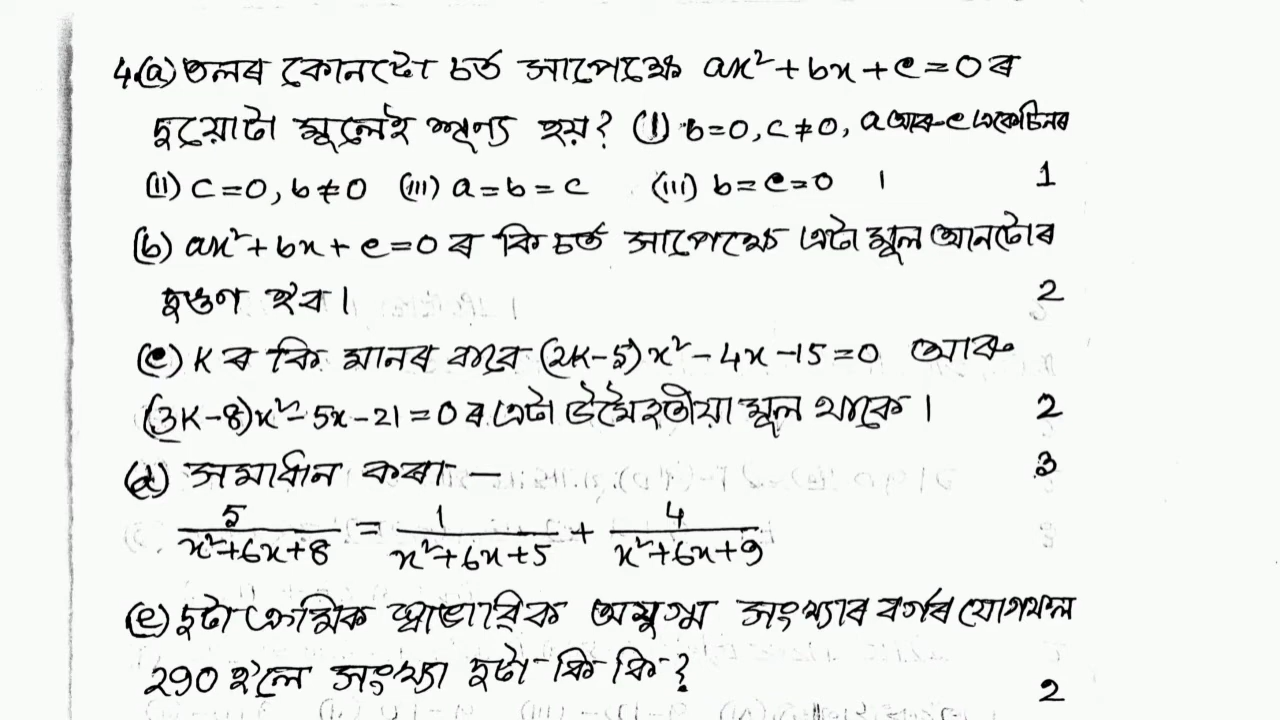 4.(a) তলৰ কোনটো চৰ্ত সাপেক্ষে ax²+bx+c=0 ৰ
দুয়োটা মূলেই শূণ্য হয়? (i) b=0, c≠0, a আৰু c একেচিনৰ
(ii) c=0, b≠0 (iii) a=b=c (iii) b=c=0 । 1
(b) ax²+bx+c=0 ৰ কি চৰ্ত সাপেক্ষে এটা মূল আনটোৰ
দুগুণ হ'ব। 2
(c) K ৰ কি মানৰ বাবে (2K-5)x²-4x-15=0 আৰু
(3K-8)x²-5x-21=0 ৰ এটা উমৈহতীয়া মূল থাকে। 2
(d) সমাধান কৰা — 3
5/(x²+6x+8) = 1/(x²+6x+5) + 4/(x²+6x+9)
(e) দুটা ক্ৰমিক স্বাভাৱিক অযুগ্ম সংখ্যাৰ বৰ্গৰ যোগফল
290 হ'লে সংখ্যা দুটা কি কি? 2